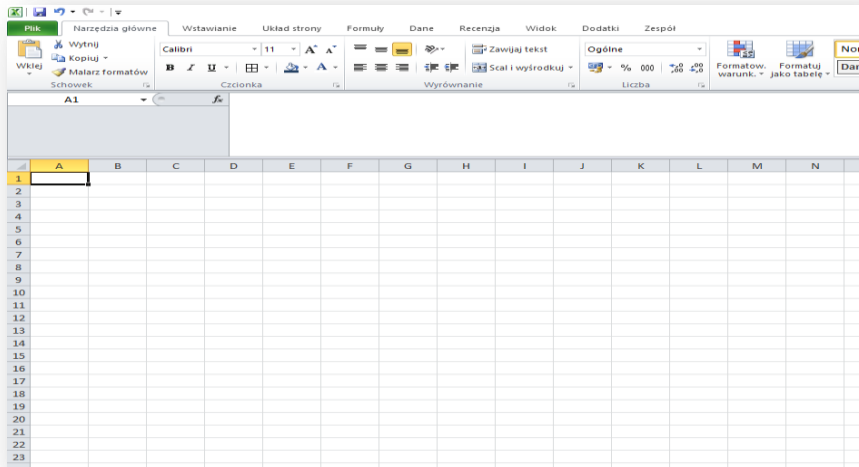 Plik Narzędzia główne Wstawianie Układ strony Formuły Dane Recenzja Widok Dodatki Zespół
Wklej
Wytnij
Kopiuj
Malarz formatów
Schowek
Calibri 11 A A
B I U A
Czcionka
Zawijaj tekst
Scal i wyśrodkuj
Wyrównanie
Ogólne
% 000 ,00 ,0
Liczba
Formatow. warunk.
Formatuj jako tabelę
A1 fx
A B C D E F G H I J K L M N
1
2
3
4
5
6
7
8
9
10
11
12
13
14
15
16
17
18
19
20
21
22
23